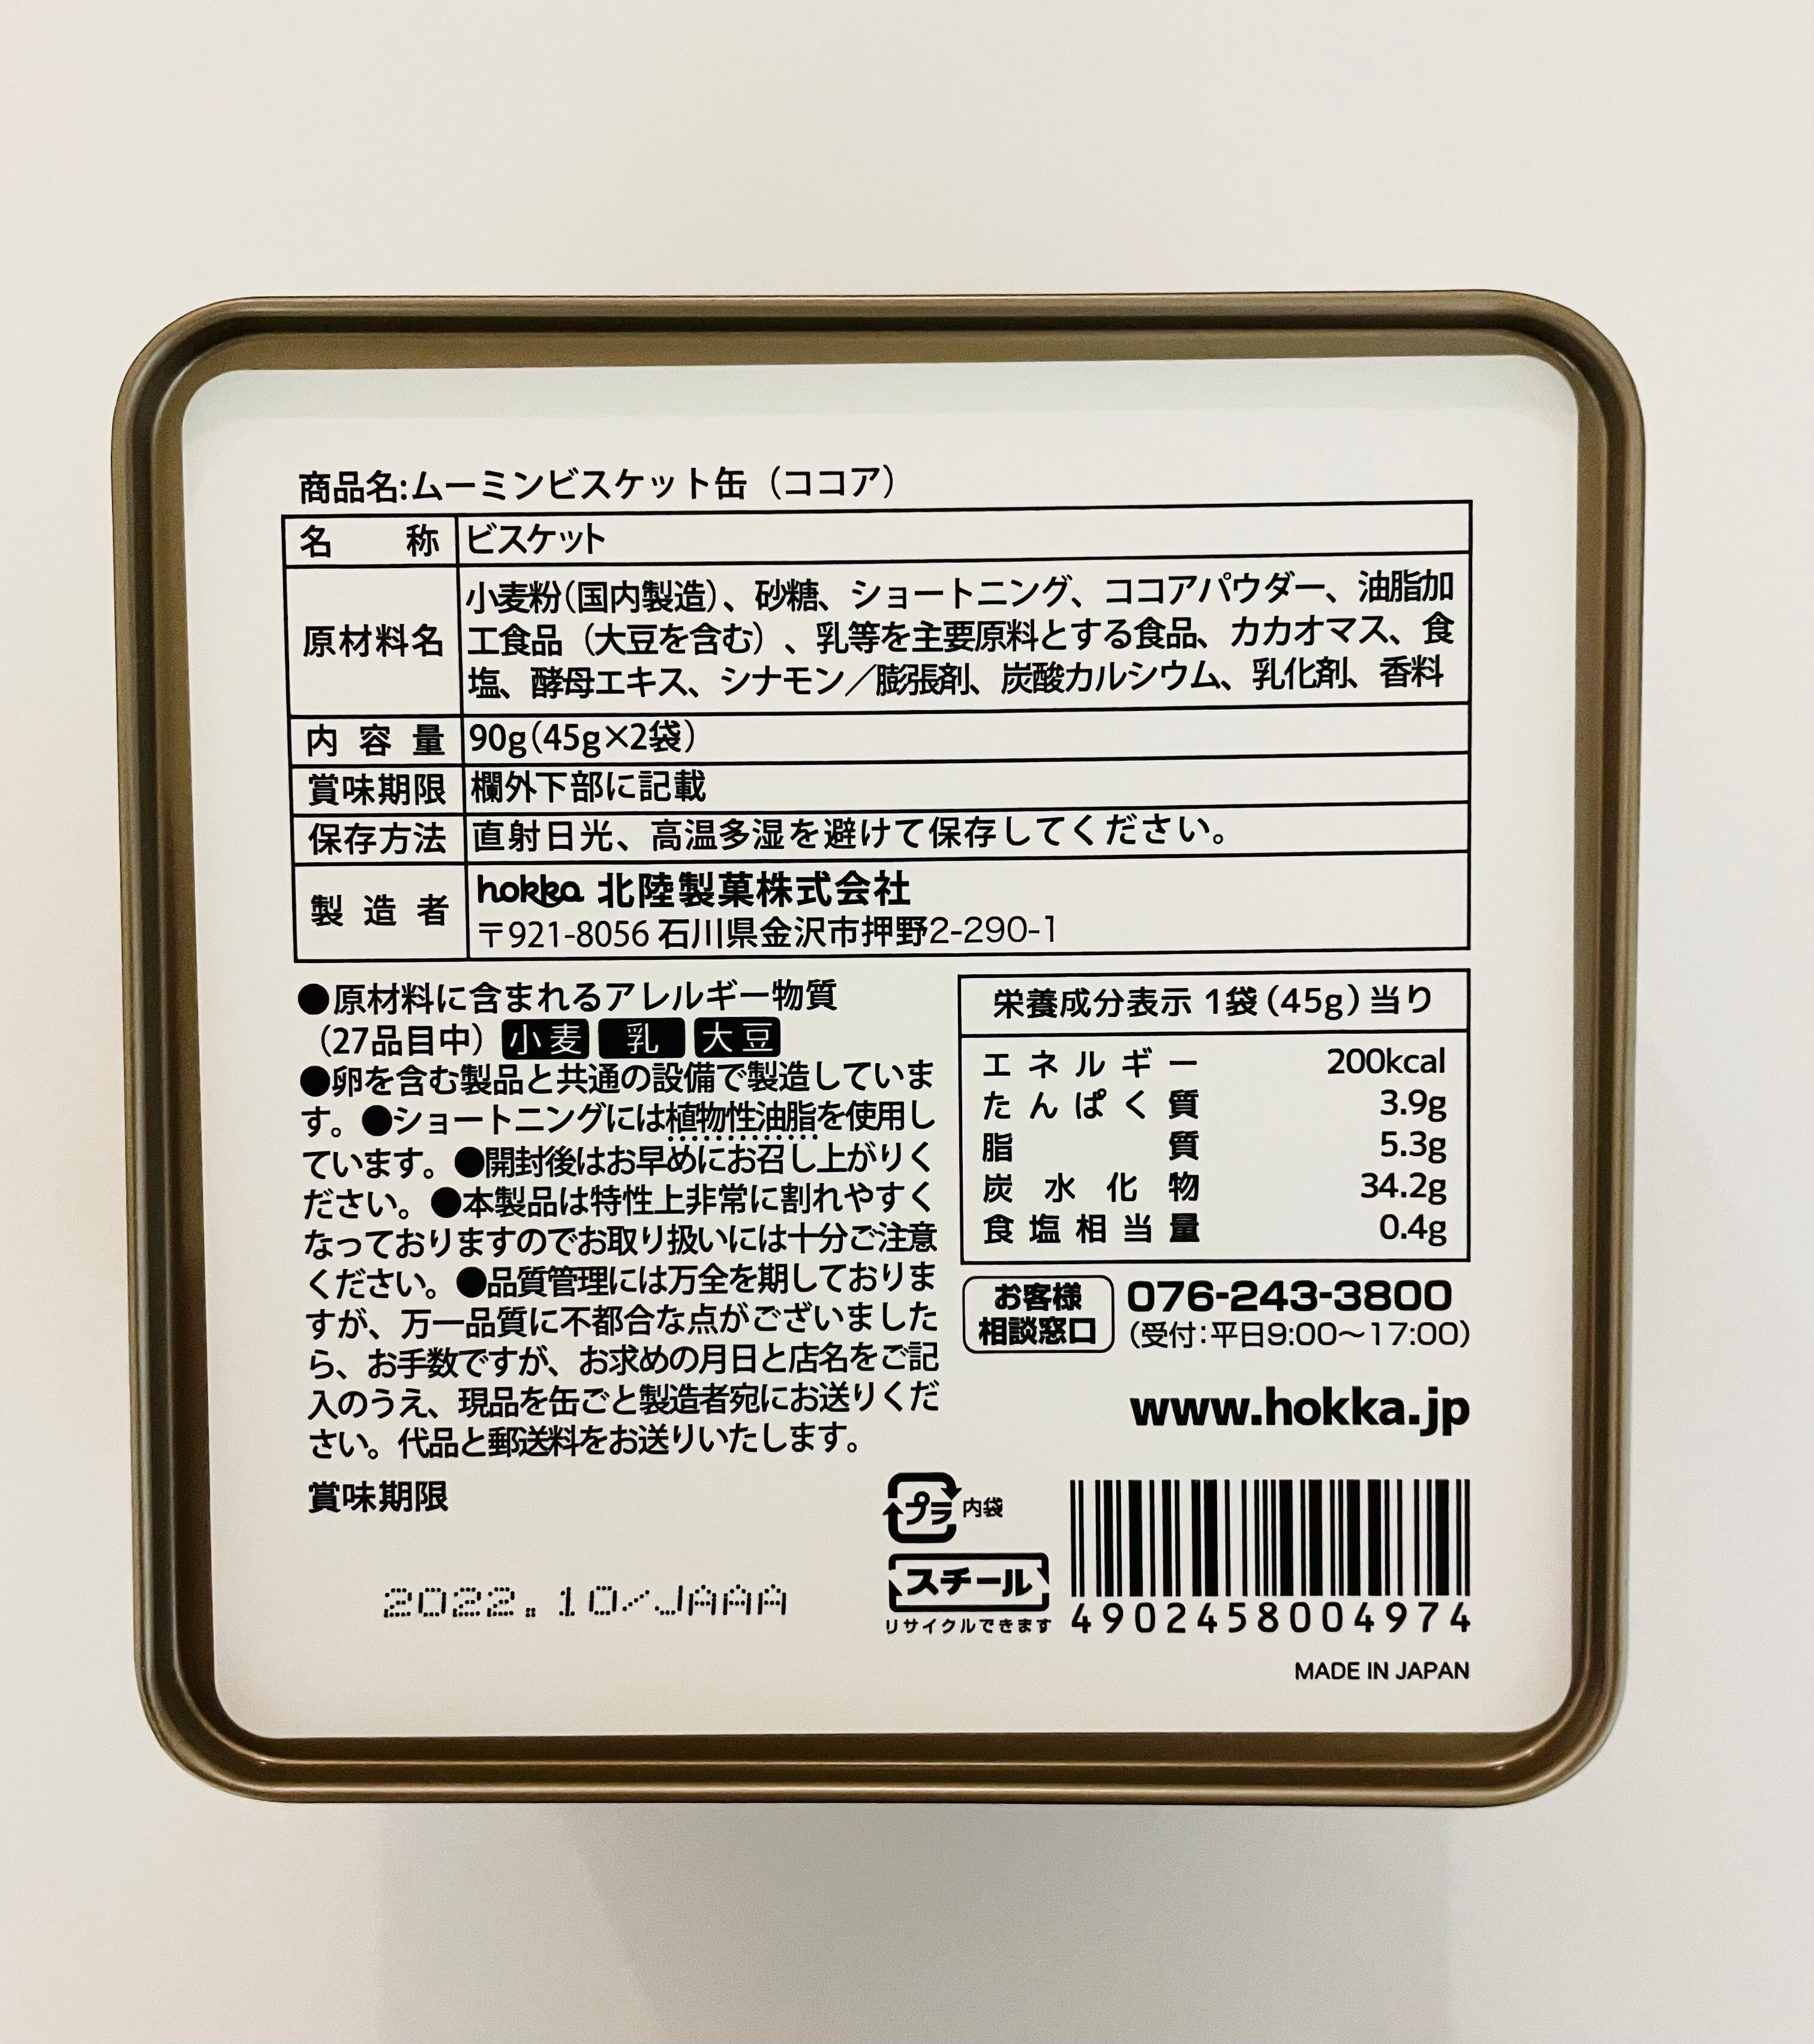 商品名:ムーミンビスケット缶（ココア）
名称 ビスケット
原材料名 小麦粉（国内製造）、砂糖、ショートニング、ココアパウダー、油脂加
工食品（大豆を含む）、乳等を主要原料とする食品、カカオマス、食
塩、酵母エキス、シナモン／膨張剤、炭酸カルシウム、乳化剤、香料
内容量 90g（45g×2袋）
賞味期限 欄外下部に記載
保存方法 直射日光、高温多湿を避けて保存してください。
製造者 hokka 北陸製菓株式会社
〒921-8056 石川県金沢市押野2-290-1
●原材料に含まれるアレルギー物質
（27品目中）小麦 乳 大豆
●卵を含む製品と共通の設備で製造していま
す。●ショートニングには植物性油脂を使用し
ています。●開封後はお早めにお召し上がりく
ださい。●本製品は特性上非常に割れやすく
なっておりますのでお取り扱いには十分ご注意
ください。●品質管理には万全を期しておりま
すが、万一品質に不都合な点がございました
ら、お手数ですが、お求めの月日と店名をご記
入のうえ、現品を缶ごと製造者宛にお送りくだ
さい。代品と郵送料をお送りいたします。
栄養成分表示 1袋（45g）当り
エネルギー 200kcal
たんぱく質 3.9g
脂質 5.3g
炭水化物 34.2g
食塩相当量 0.4g
お客様
相談窓口
076-243-3800
（受付：平日9:00～17:00）
www.hokka.jp
賞味期限
2022.10/JAAA
プラ 内袋
スチール
リサイクルできます
4902458004974
MADE IN JAPAN